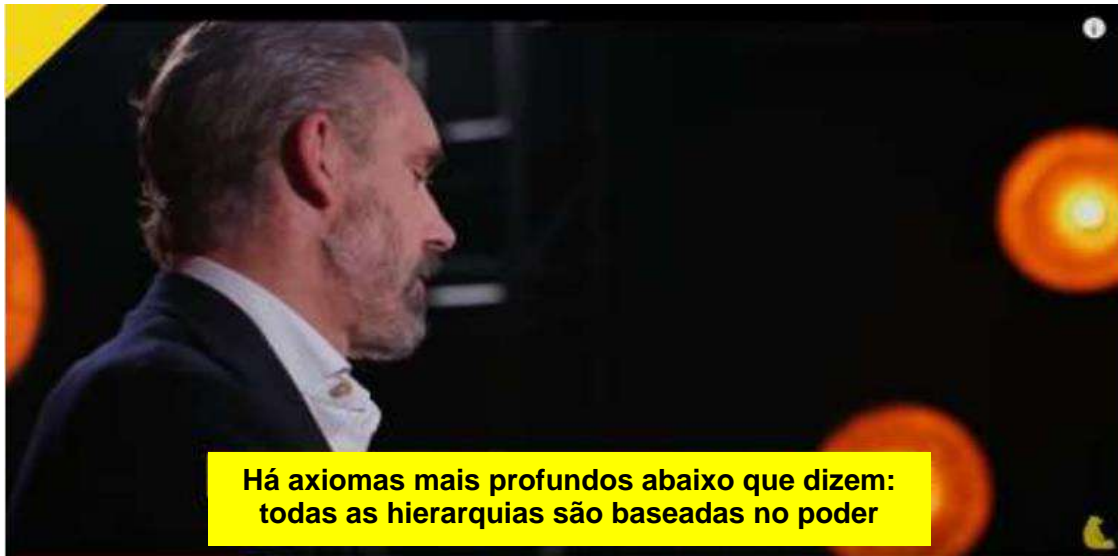 Há axiomas mais profundos abaixo que dizem:
todas as hierarquias são baseadas no poder